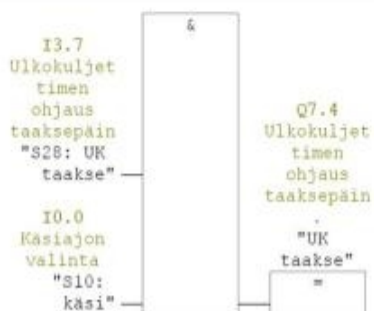 &
I3.7
Ulkokuljet
timen
ohjaus
taaksepäin
"S28: UK
taakse"
I0.0
Käsiajon
valinta
"S10:
käsi"
Q7.4
Ulkokuljet
timen
ohjaus
taaksepäin
.
"UK
taakse"
=